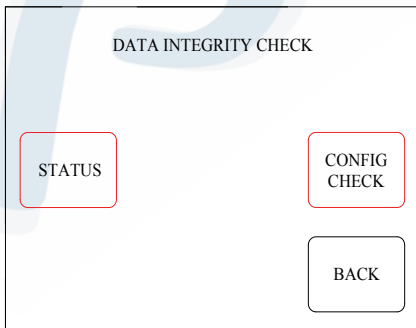 DATA INTEGRITY CHECK
STATUS
CONFIG
CHECK
BACK